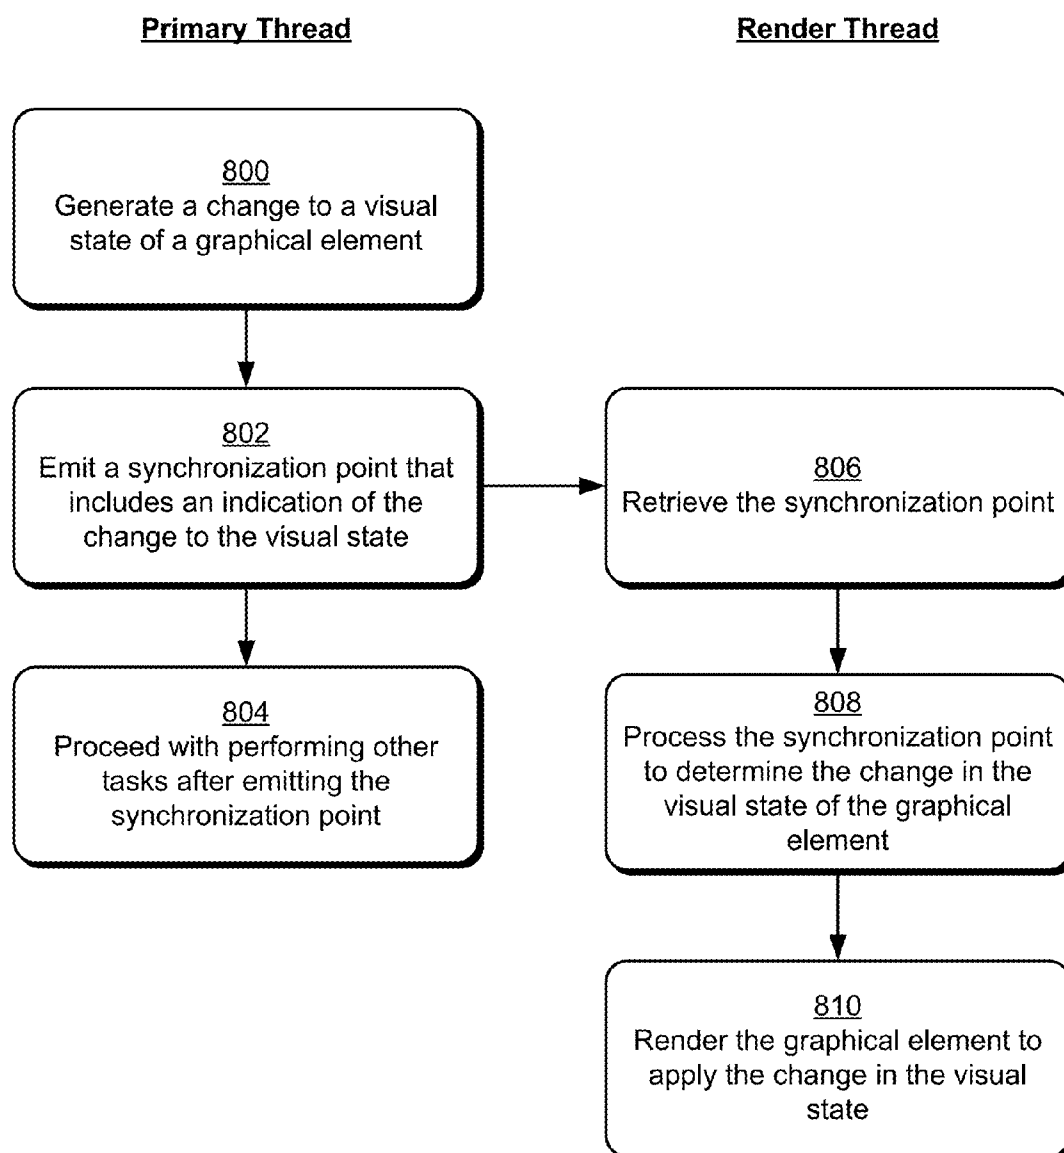 Primary Thread
Render Thread
800
Generate a change to a visual
state of a graphical element
802
Emit a synchronization point that
includes an indication of the
change to the visual state
804
Proceed with performing other
tasks after emitting the
synchronization point
806
Retrieve the synchronization point
808
Process the synchronization point
to determine the change in the
visual state of the graphical
element
810
Render the graphical element to
apply the change in the visual
state